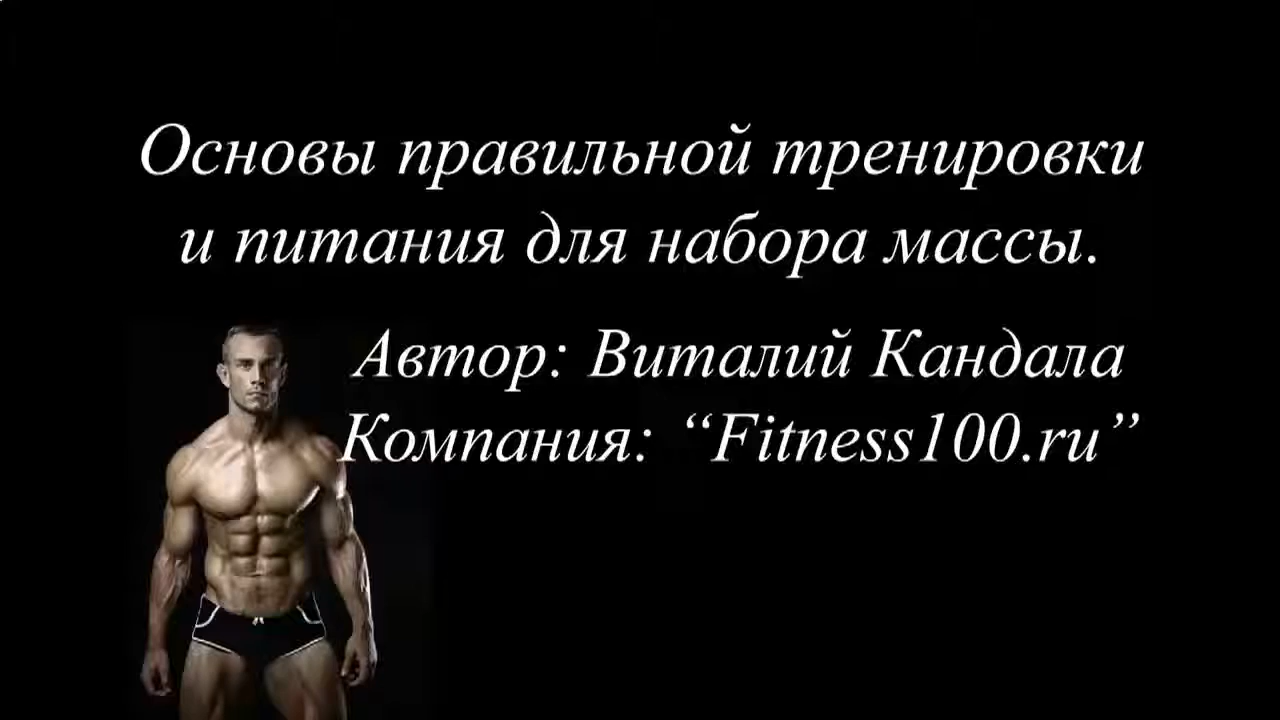 Основы правильной тренировки
и питания для набора массы.
Автор: Виталий Кандала
Компания: “Fitness100.ru”